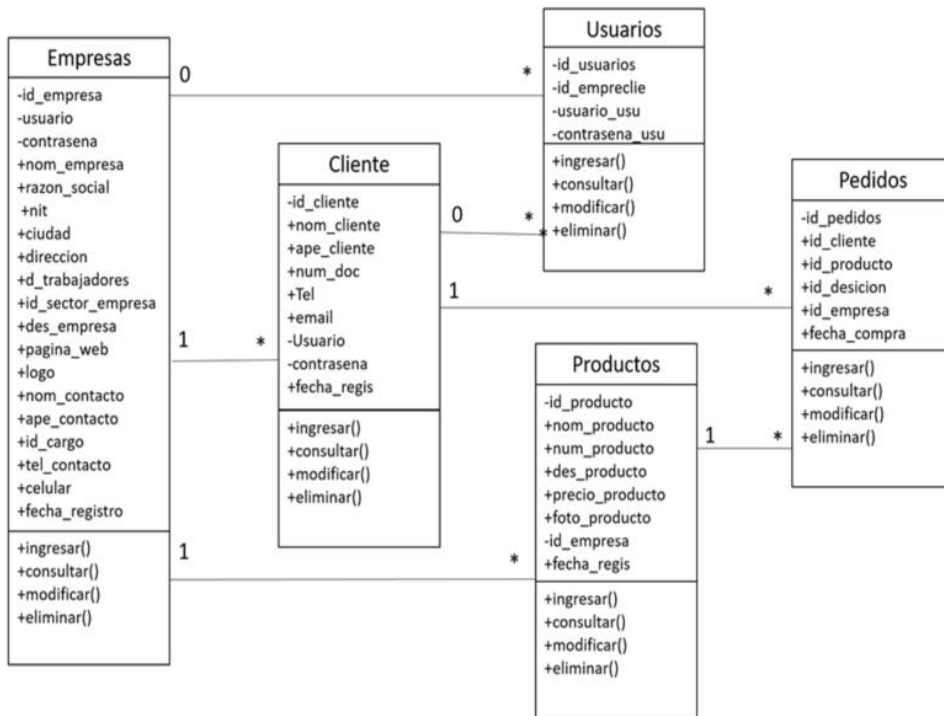 Empresas
-id_empresa
-usuario
-contrasena
+nom_empresa
+razon_social
+nit
+ciudad
+direccion
+d_trabajadores
+id_sector_empresa
+des_empresa
+pagina_web
+logo
+nom_contacto
+ape_contacto
+id_cargo
+tel_contacto
+celular
+fecha_registro
+ingresar()
+consultar()
+modificar()
+eliminar()
0
*
1
*
1
*
Cliente
-id_cliente
+nom_cliente
+ape_cliente
+num_doc
+Tel
+email
-Usuario
-contrasena
+fecha_regis
+ingresar()
+consultar()
+modificar()
+eliminar()
0
*
*
1
*
Usuarios
-id_usuarios
-id_empreclie
-usuario_usu
-contrasena_usu
+ingresar()
+consultar()
+modificar()
+eliminar()
Productos
-id_producto
+nom_producto
+num_producto
+des_producto
+precio_producto
+foto_producto
-id_empresa
+fecha_regis
+ingresar()
+consultar()
+modificar()
+eliminar()
1
*
Pedidos
-id_pedidos
+id_cliente
+id_producto
+id_desicion
+id_empresa
+fecha_compra
+ingresar()
+consultar()
+modificar()
+eliminar()